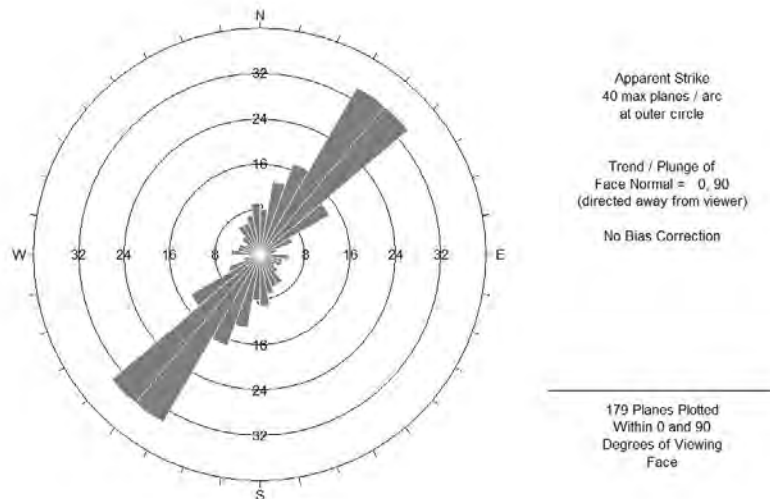 N
32
24
16
8
W 32 24 16 8 8 16 24 32 E
16
24
32
S
Apparent Strike
40 max planes / arc
at outer circle
Trend / Plunge of
Face Normal = 0, 90
(directed away from viewer)
No Bias Correction
179 Planes Plotted
Within 0 and 90
Degrees of Viewing
Face